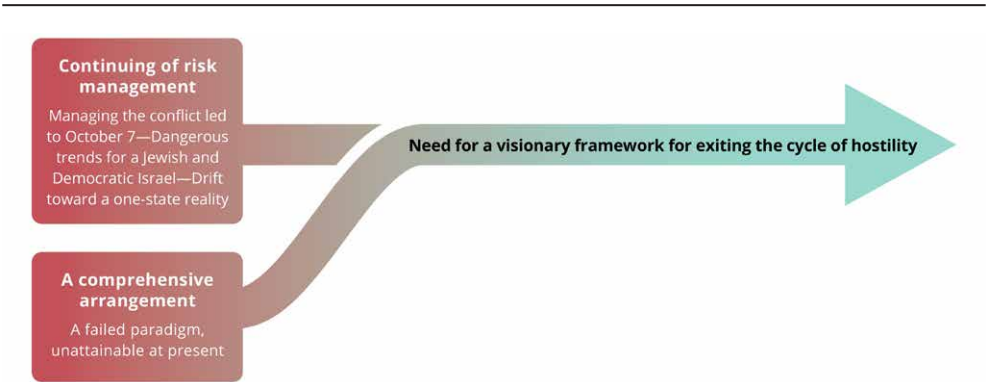 Continuing of risk
management
Managing the conflict led
to October 7—Dangerous
trends for a Jewish and
Democratic Israel—Drift
toward a one-state reality
Need for a visionary framework for exiting the cycle of hostility
A comprehensive
arrangement
A failed paradigm,
unattainable at present